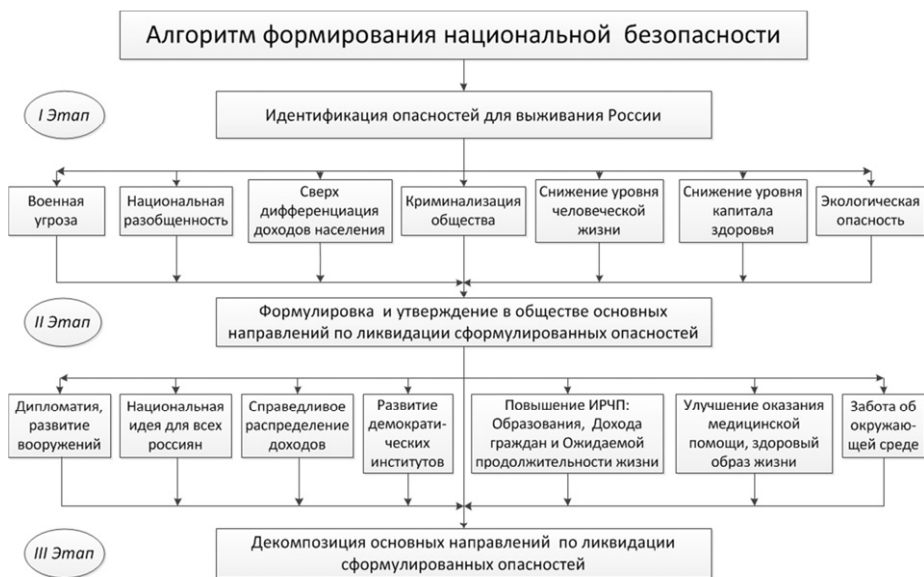 Алгоритм формирования национальной безопасности
I Этап
Идентификация опасностей для выживания России
Военная
угроза
Национальная
разобщенность
Сверх
дифференциация
доходов населения
Криминализация
общества
Снижение уровня
человеческой
жизни
Снижение уровня
капитала
здоровья
Экологическая
опасность
II Этап
Формулировка и утверждение в обществе основных
направлений по ликвидации сформулированных опасностей
Дипломатия,
развитие
вооружений
Национальная
идея для всех
россиян
Справедливое
распределение
доходов
Развитие
демократи-
ческих
институтов
Повышение ИРЧП:
Образования, Дохода
граждан и Ожидаемой
продолжительности жизни
Улучшение оказания
медицинской
помощи, здоровый
образ жизни
Забота об
окружаю-
щей среде
III Этап
Декомпозиция основных направлений по ликвидации
сформулированных опасностей